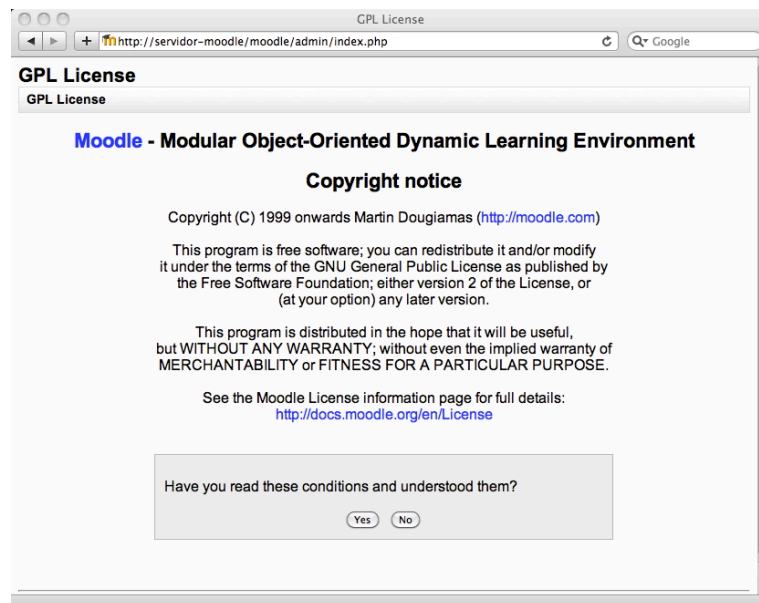 GPL License
http://servidor-moodle/moodle/admin/index.php
Google
GPL License
GPL License
Moodle - Modular Object-Oriented Dynamic Learning Environment
Copyright notice
Copyright (C) 1999 onwards Martin Dougiamas (http://moodle.com)
This program is free software; you can redistribute it and/or modify
it under the terms of the GNU General Public License as published by
the Free Software Foundation; either version 2 of the License, or
(at your option) any later version.
This program is distributed in the hope that it will be useful,
but WITHOUT ANY WARRANTY; without even the implied warranty of
MERCHANTABILITY or FITNESS FOR A PARTICULAR PURPOSE.
See the Moodle License information page for full details:
http://docs.moodle.org/en/License
Have you read these conditions and understood them?
Yes No